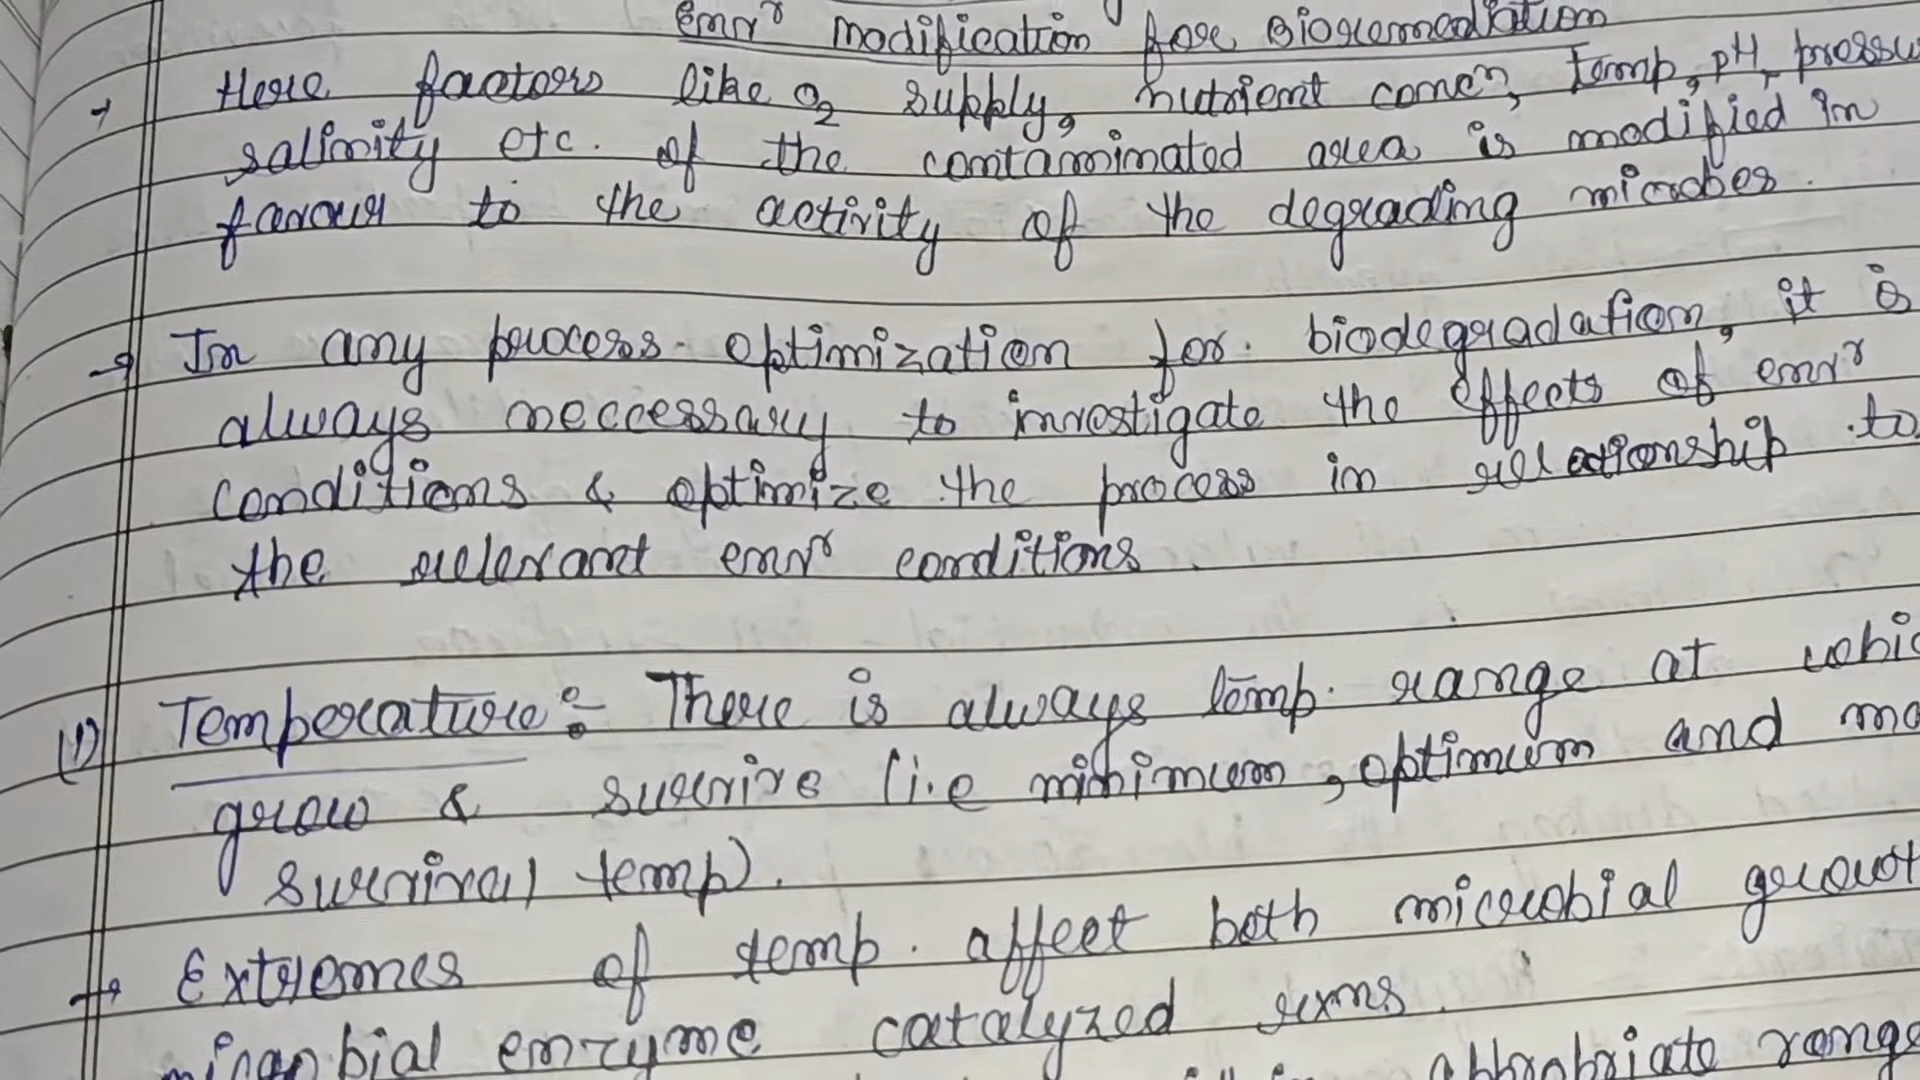 Envr modification for Bioremediation
→ Here factors like O2 supply, nutrient concn, temp, pH, pressu
salinity etc. of the contaminated area is modified in
favour to the activity of the degrading microbes.
→ In any process optimization for biodegradation, it is
always neccessary to investigate the effects of envr
conditions & optimize the process in relationship to
the relevant envr conditions
(1) Temperature:- There is always temp. range at whic
grow & survive (i.e minimum, optimum and ma
survival temp).
→ Extremes of temp. affect both microbial growt
microbial enzyme catalyzed rxns.
appropriate range